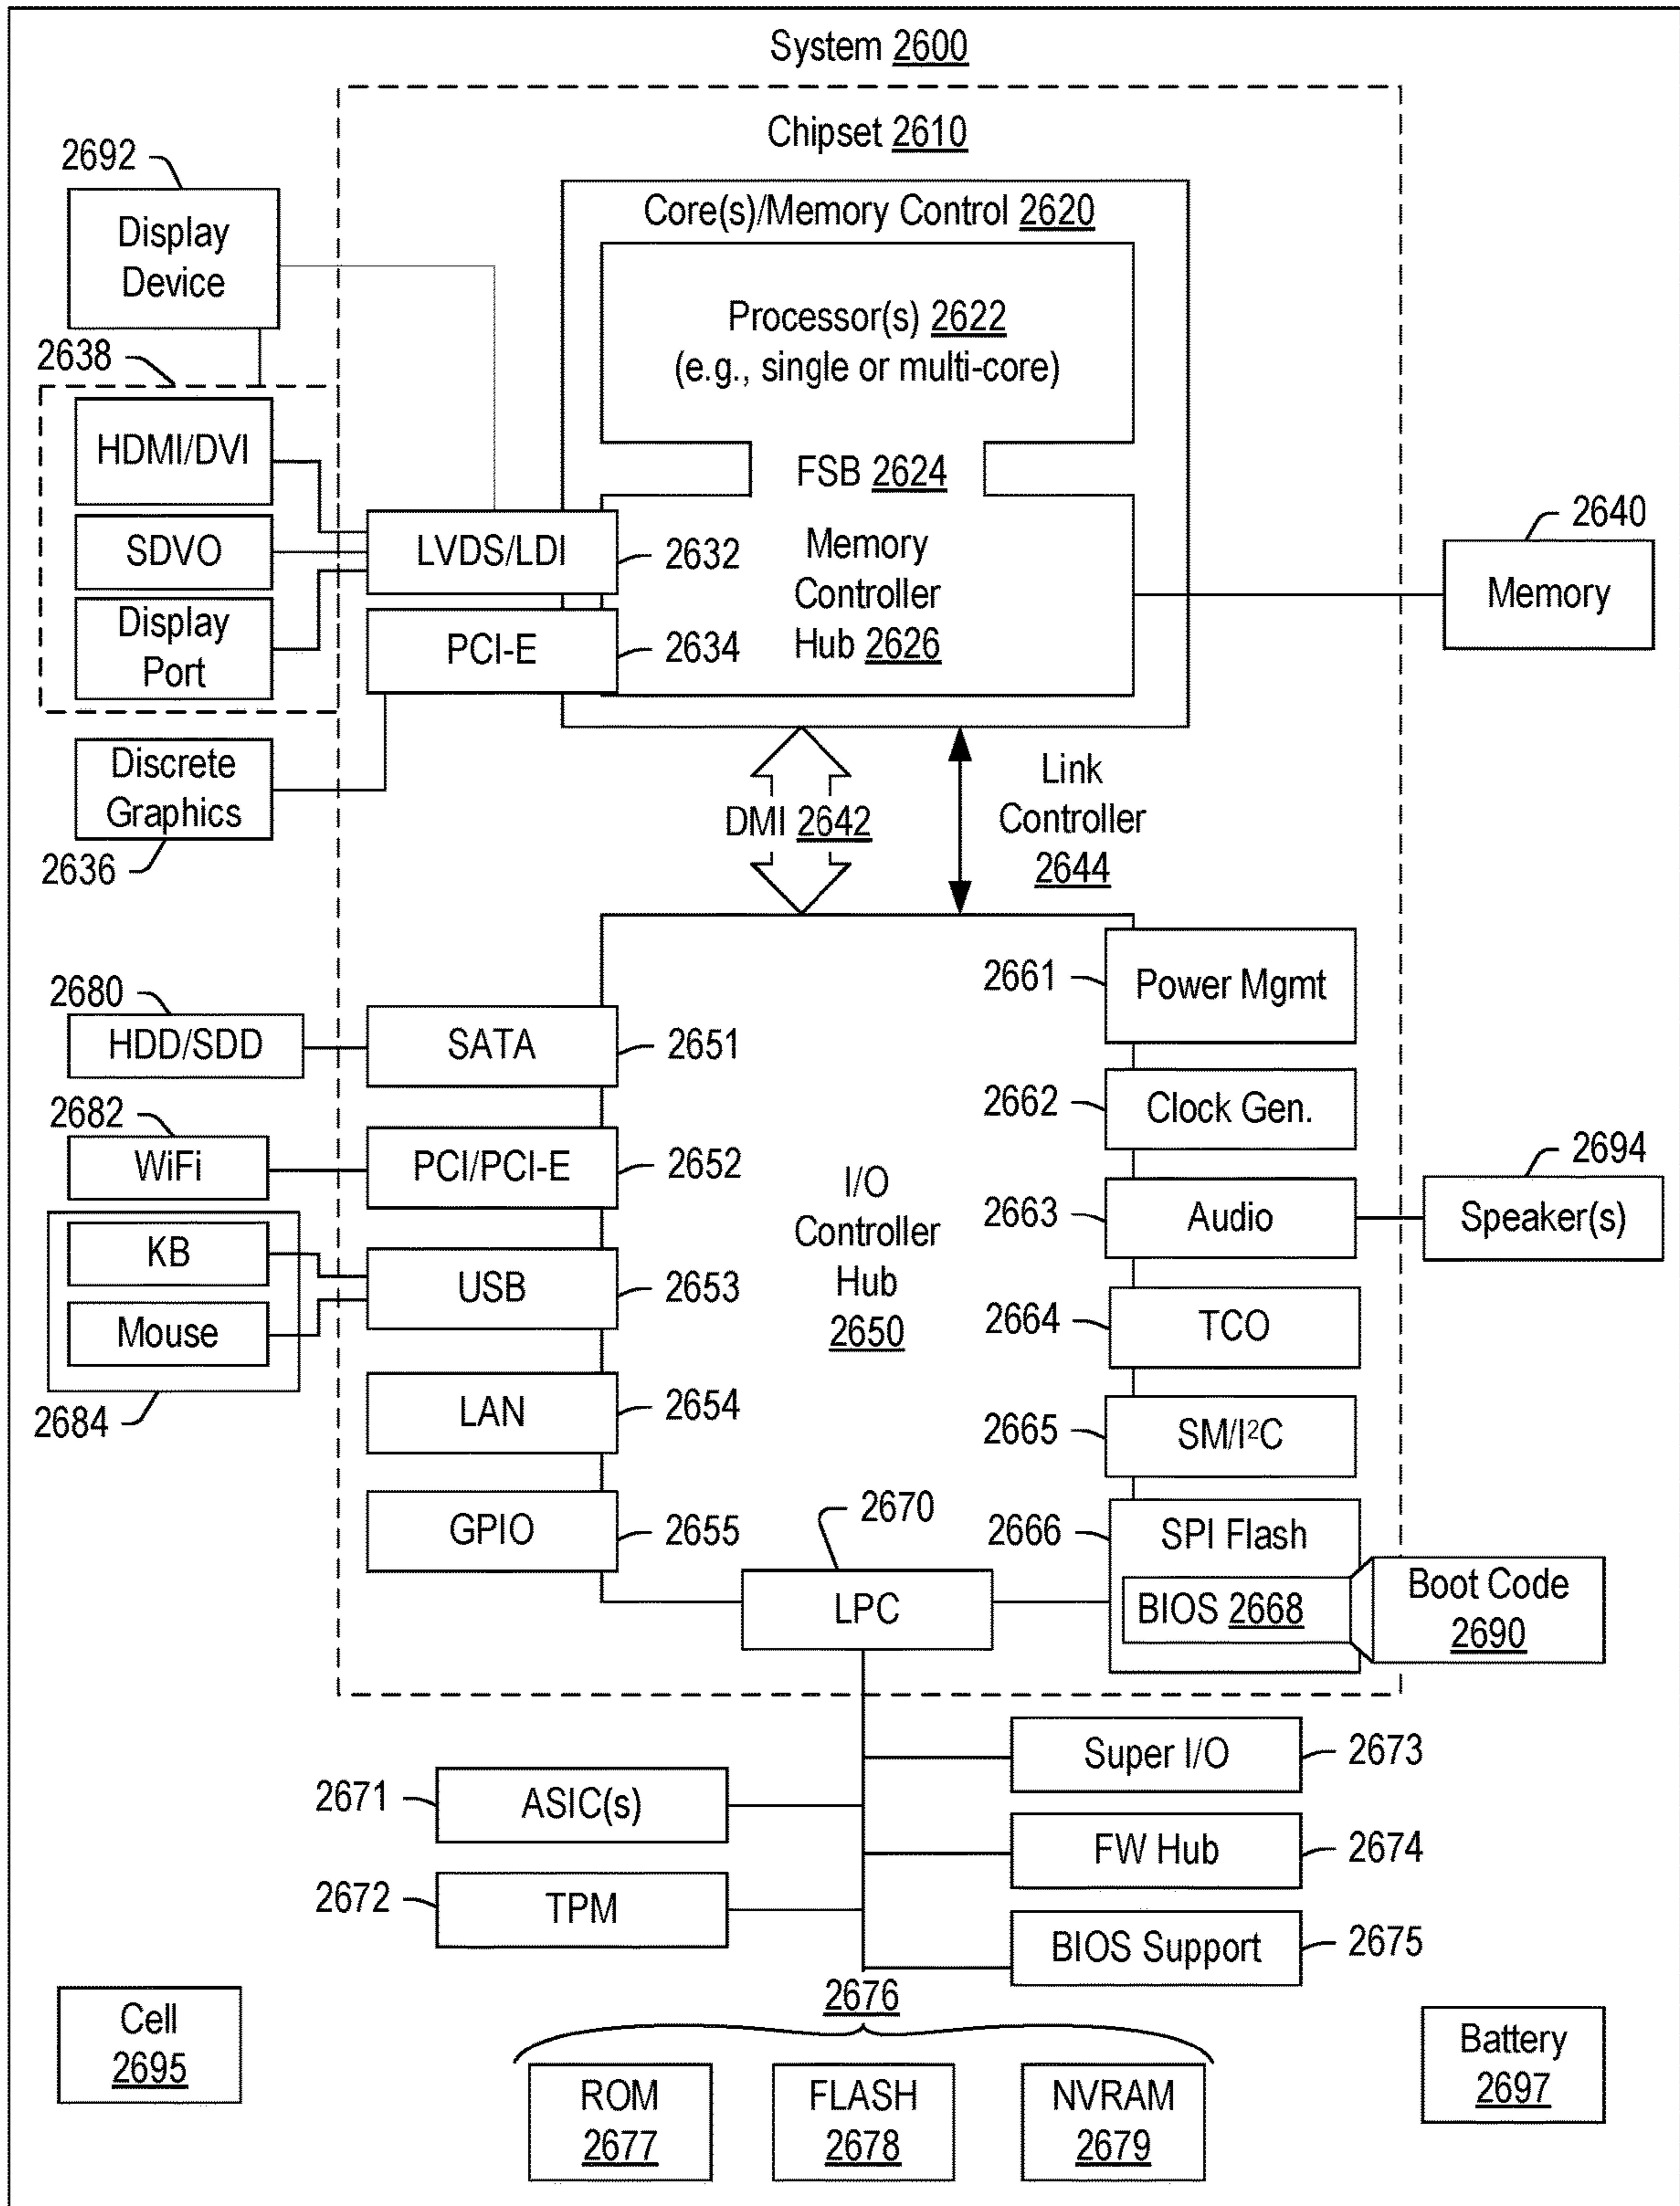 System 2600
Chipset 2610
2692
Display
Device
Core(s)/Memory Control 2620
Processor(s) 2622
(e.g., single or multi-core)
2638
HDMI/DVI
SDVO
Display
Port
FSB 2624
LVDS/LDI
2632
PCI-E
2634
Memory
Controller
Hub 2626
2640
Memory
Discrete
Graphics
2636
DMI 2642
Link
Controller
2644
2680
HDD/SDD
SATA
2651
2682
WiFi
PCI/PCI-E
2652
KB
Mouse
2684
USB
2653
LAN
2654
GPIO
2655
I/O
Controller
Hub
2650
2661
Power Mgmt
2662
Clock Gen.
2663
Audio
2694
Speaker(s)
2664
TCO
2665
SM/I²C
2666
SPI Flash
BIOS 2668
Boot Code
2690
2670
LPC
2671
ASIC(s)
2672
TPM
Super I/O
2673
FW Hub
2674
BIOS Support
2675
2676
Cell
2695
ROM
2677
FLASH
2678
NVRAM
2679
Battery
2697